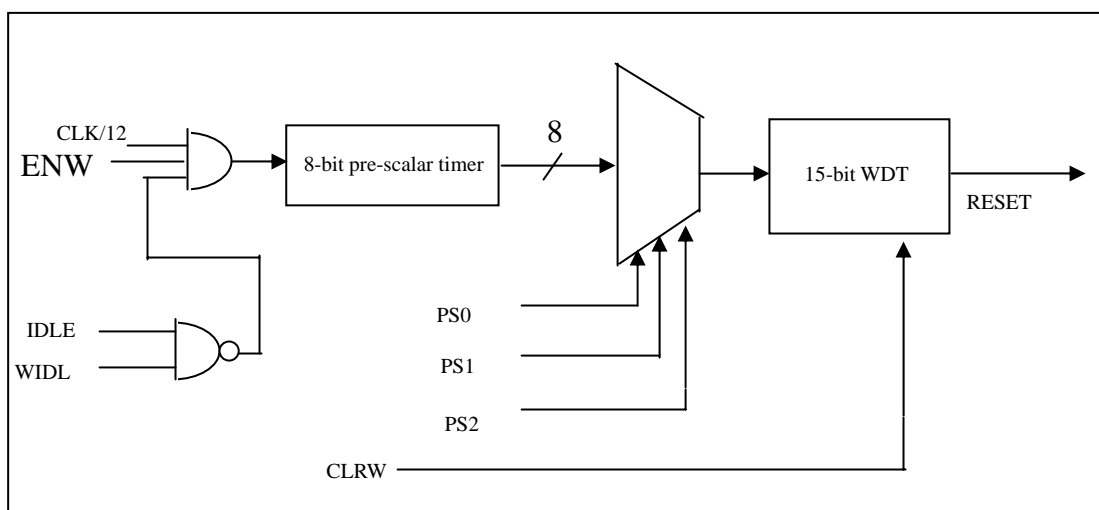 CLK/12
ENW
8-bit pre-scalar timer
8
15-bit WDT
RESET
IDLE
WIDL
PS0
PS1
PS2
CLRW